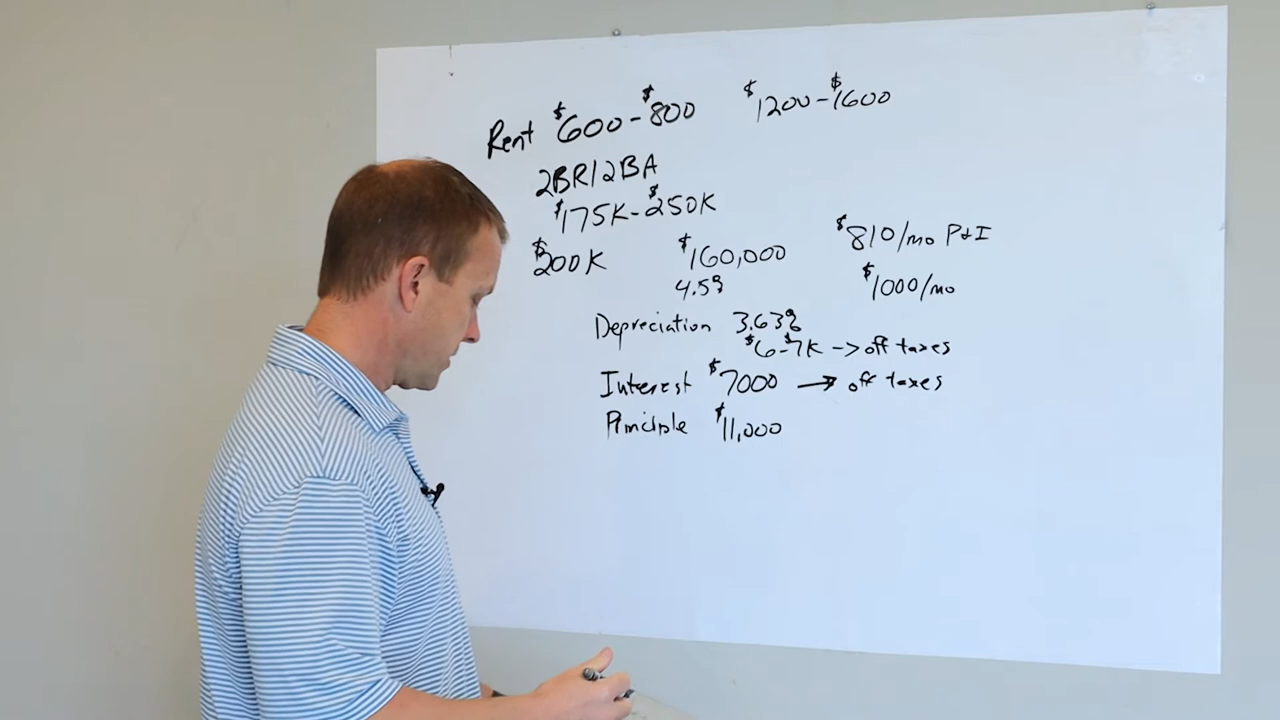 Rent $600-$800 $1200-$1600
2BR/2BA
$175K-$250K
$200K $160,000 $810/mo P&I
4.5% $1000/mo
Depreciation 3.63%
$6-$7K -> off taxes
Interest $7000 → off taxes
Principle $11,000